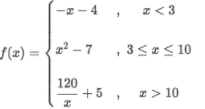 −x − 4 , x < 3
f(x) = { x² − 7 , 3 ≤ x ≤ 10
120/x + 5 , x > 10